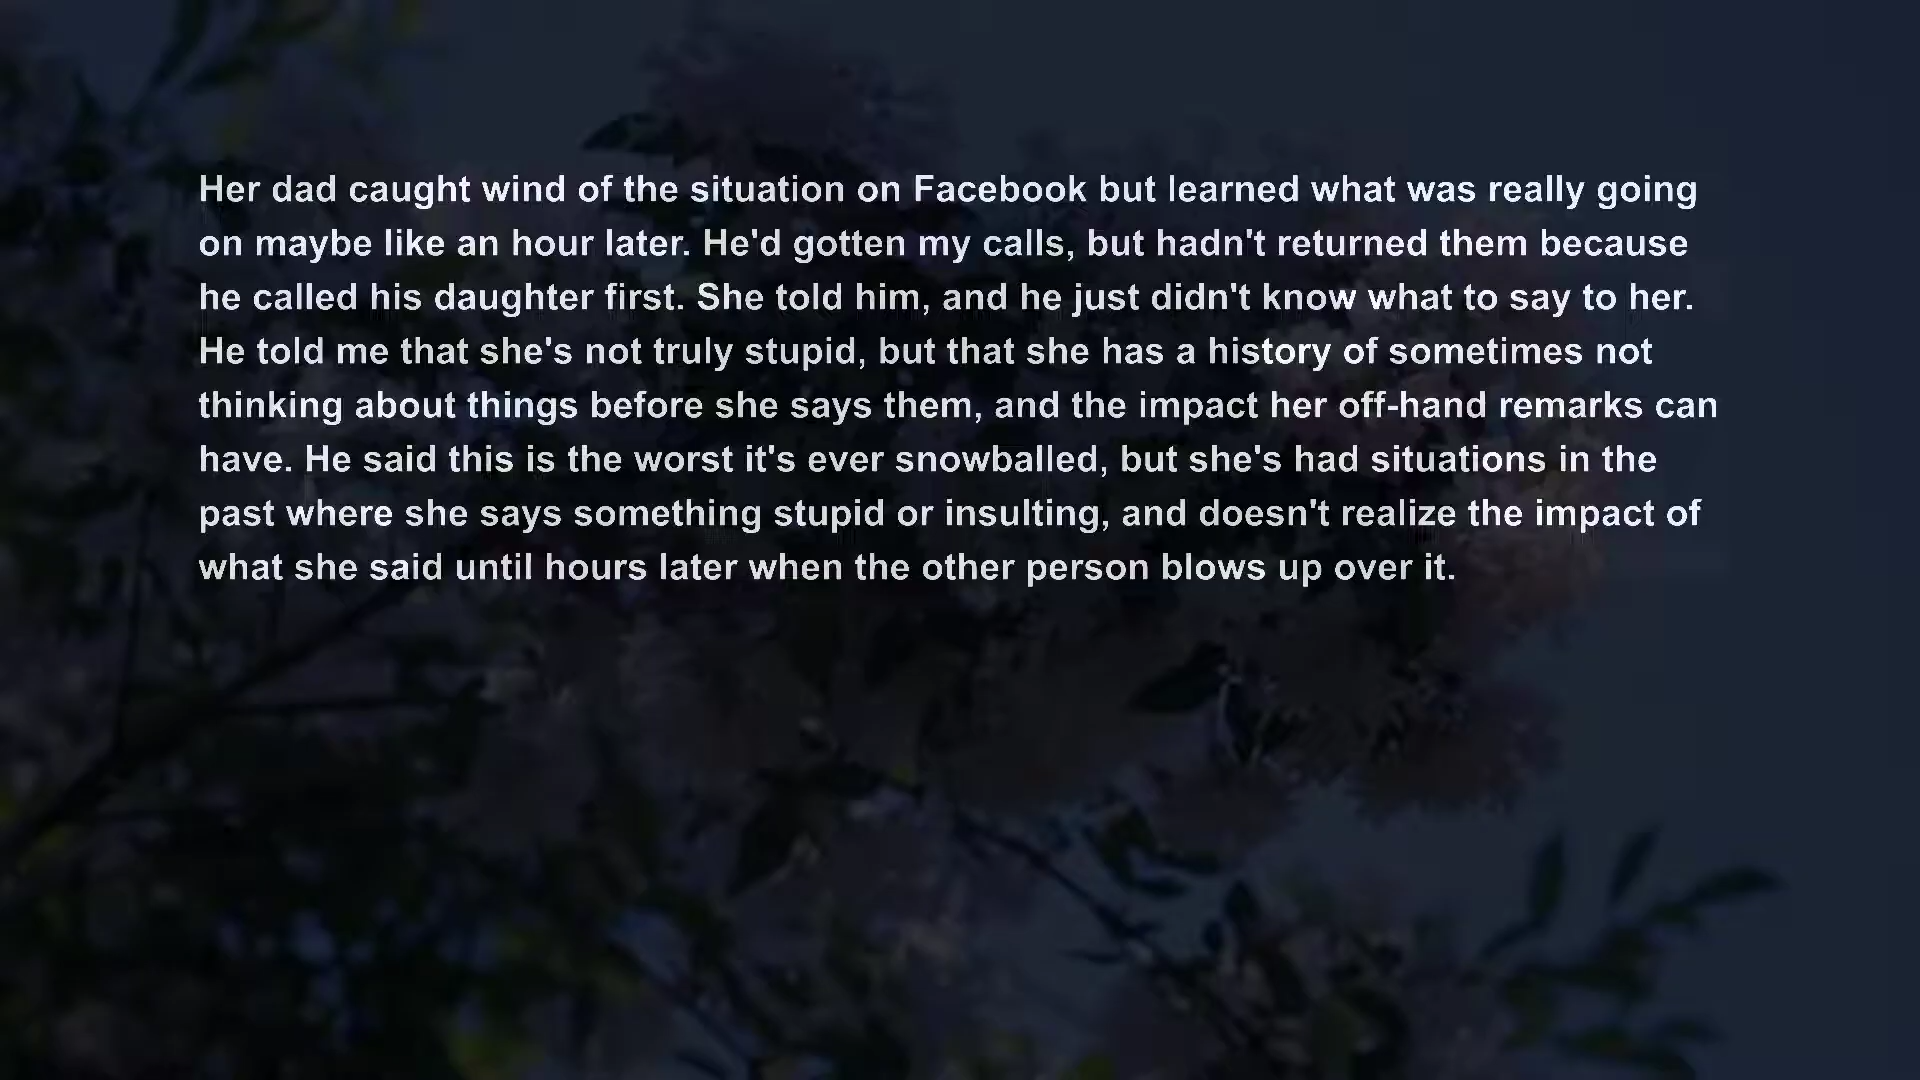 Her dad caught wind of the situation on Facebook but learned what was really going
on maybe like an hour later. He'd gotten my calls, but hadn't returned them because
he called his daughter first. She told him, and he just didn't know what to say to her.
He told me that she's not truly stupid, but that she has a history of sometimes not
thinking about things before she says them, and the impact her off-hand remarks can
have. He said this is the worst it's ever snowballed, but she's had situations in the
past where she says something stupid or insulting, and doesn't realize the impact of
what she said until hours later when the other person blows up over it.